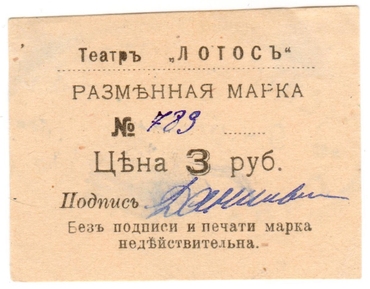 Театръ „ЛОТОСЪ“
РАЗМѢННАЯ МАРКА
№ 789
Цѣна 3 руб.
Подпись
Безъ подписи и печати марка
недѣйствительна.